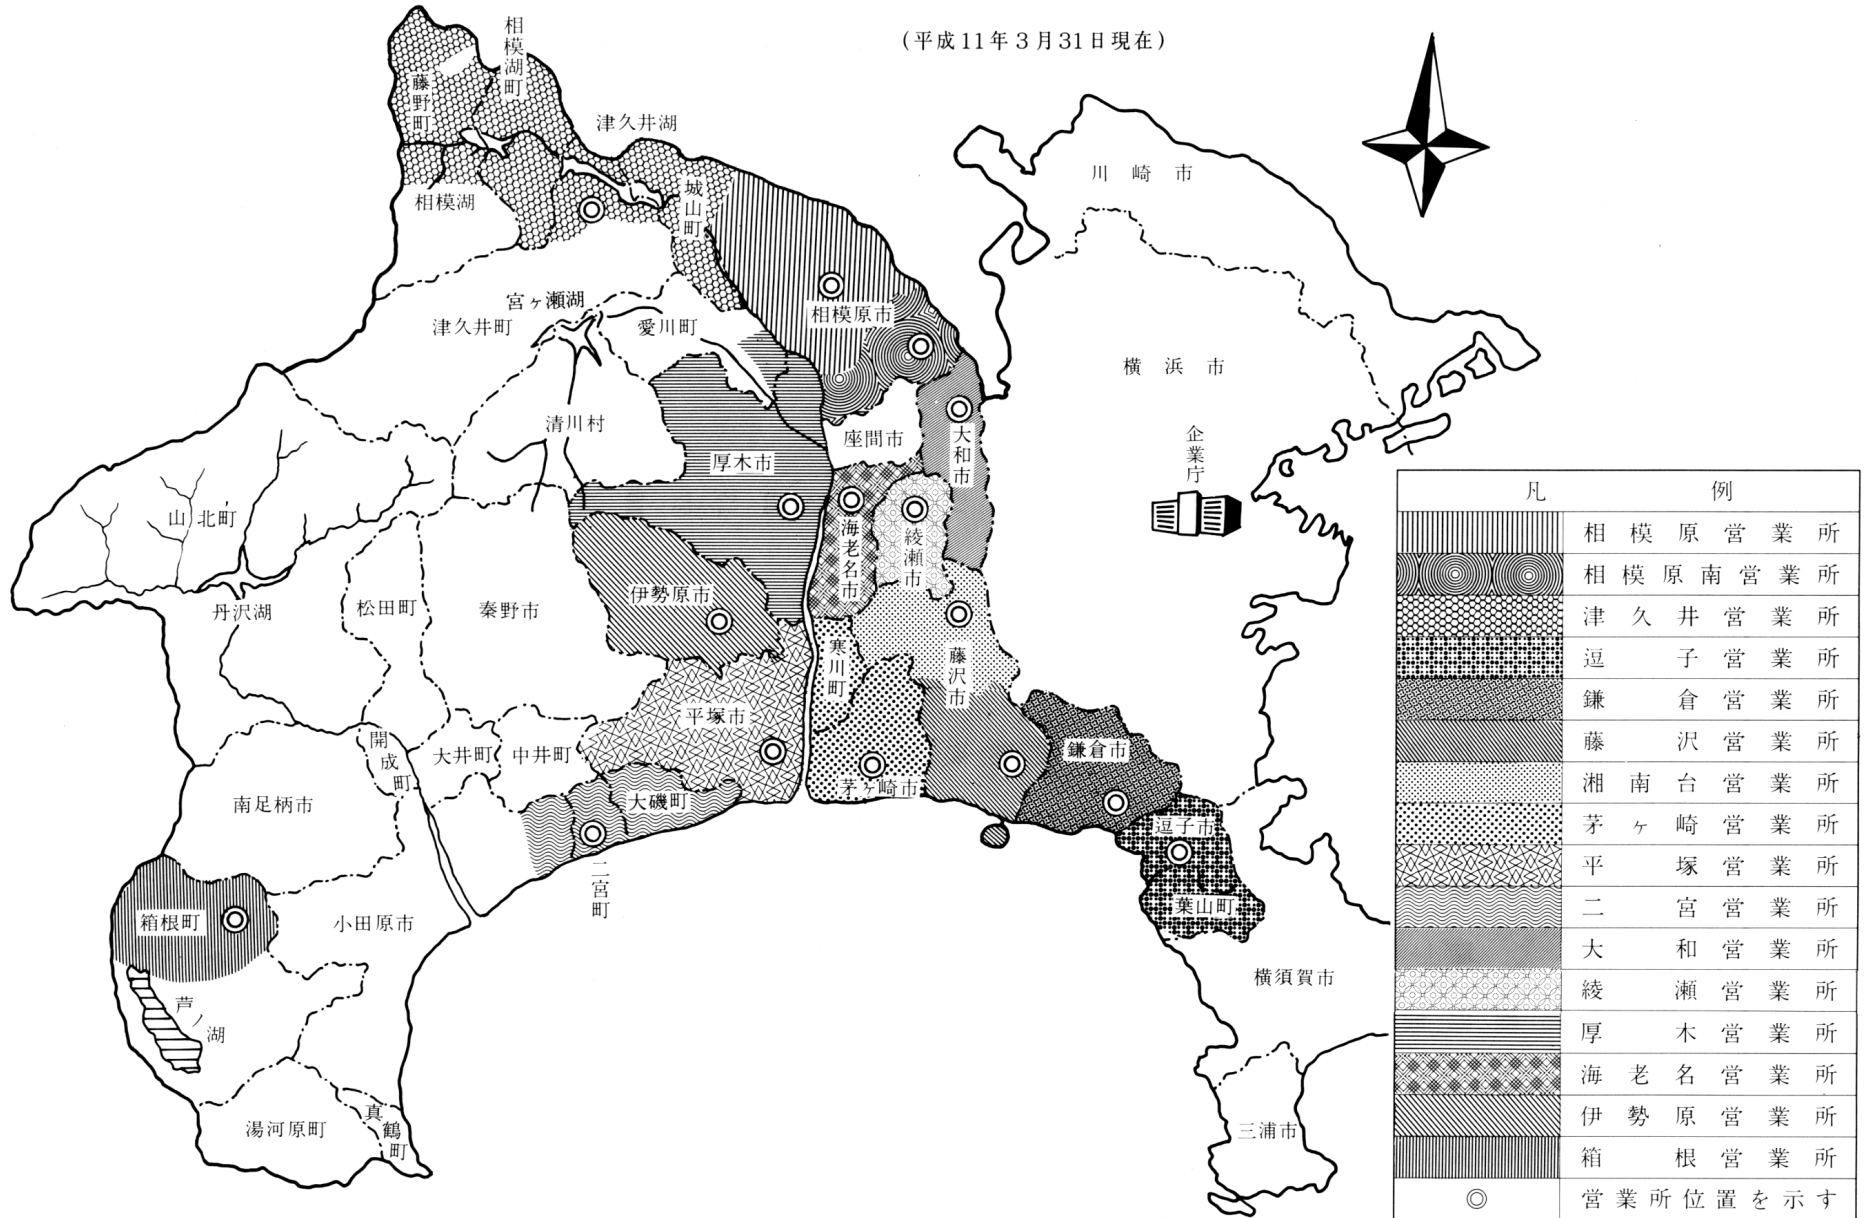 (平成11年3月31日現在)
相模湖町
藤野町
津久井湖
川崎市
相模湖
城山町
宮ヶ瀬湖
津久井町
愛川町
相模原市
横浜市
清川村
座間市
大和市
企業庁
厚木市
山北町
海老名市
綾瀬市
丹沢湖
松田町
秦野市
伊勢原市
寒川町
藤沢市
平塚市
開成町
大井町
中井町
鎌倉市
南足柄市
大磯町
茅ヶ崎市
逗子市
二宮町
箱根町
小田原市
葉山町
横須賀市
芦ノ湖
湯河原町
真鶴町
三浦市
凡例
相模原営業所
相模原南営業所
津久井営業所
逗子営業所
鎌倉営業所
藤沢営業所
湘南台営業所
茅ヶ崎営業所
平塚営業所
二宮営業所
大和営業所
綾瀬営業所
厚木営業所
海老名営業所
伊勢原営業所
箱根営業所
◎ 営業所位置を示す